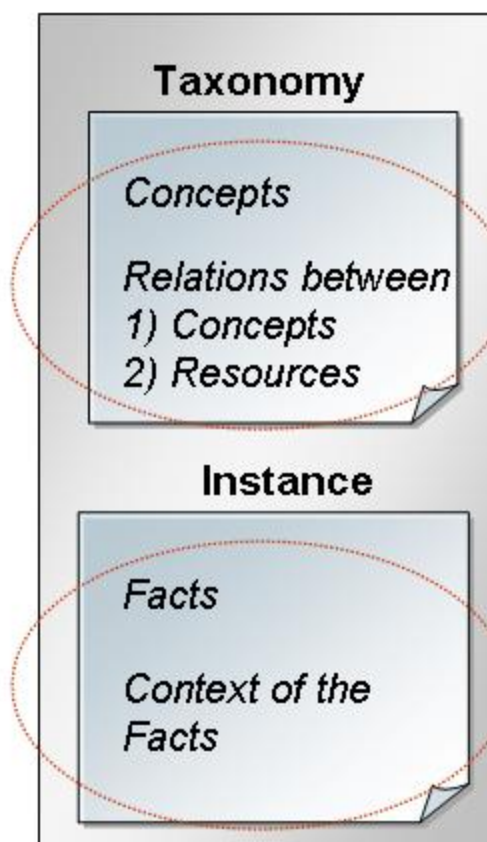 Taxonomy
Concepts
Relations between
1) Concepts
2) Resources
Instance
Facts
Context of the
Facts